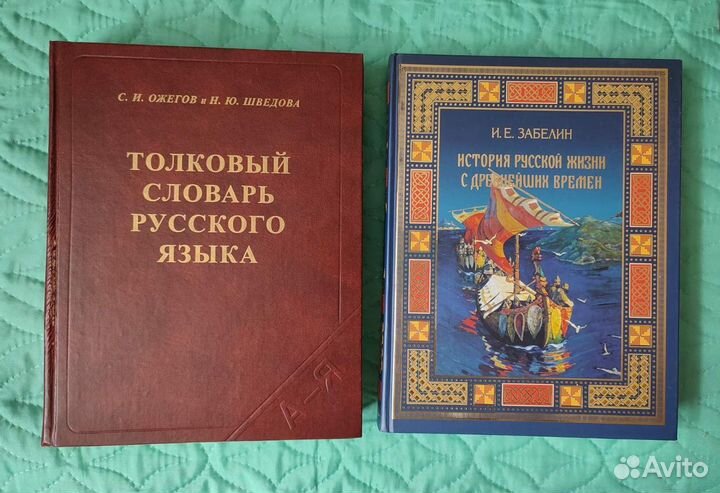 С. И. ОЖЕГОВ и Н. Ю. ШВЕДОВА
ТОЛКОВЫЙ
СЛОВАРЬ
РУССКОГО
ЯЗЫКА
А–Я
И. Е. ЗАБЕЛИН
ИСТОРИЯ РУССКОЙ ЖИЗНИ
С ДРЕВНЕЙШИХ ВРЕМЕН
Avito